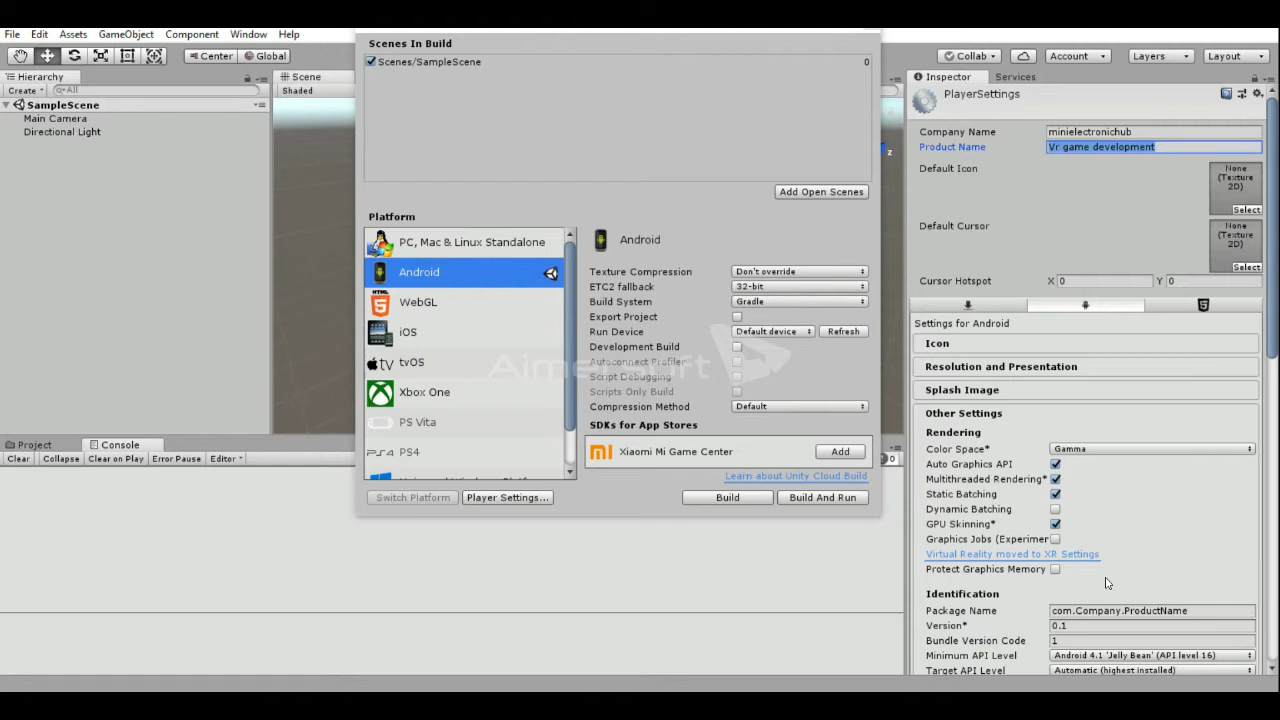 File Edit Assets GameObject Component Window Help
Center Global
Collab Account Layers Layout
Hierarchy
Create All
SampleScene
Main Camera
Directional Light
Scene
Shaded
z
Scenes In Build
Scenes/SampleScene 0
Add Open Scenes
Platform
PC, Mac & Linux Standalone
Android
WebGL
iOS
tv tvOS
Xbox One
PS Vita
PS4
Android
Texture Compression Don't override
ETC2 fallback 32-bit
Build System Gradle
Export Project
Run Device Default device Refresh
Development Build
Autoconnect Profiler
Script Debugging
Scripts Only Build
Compression Method Default
SDKs for App Stores
Xiaomi Mi Game Center Add
Learn about Unity Cloud Build
Switch Platform Player Settings... Build Build And Run
Aimersoft
Project Console
Clear Collapse Clear on Play Error Pause Editor 0
Inspector Services
PlayerSettings
Company Name minielectronichub
Product Name Vr game development
Default Icon
None
(Texture
2D)
Select
Default Cursor
None
(Texture
2D)
Select
Cursor Hotspot X 0 Y 0
Settings for Android
Icon
Resolution and Presentation
Splash Image
Other Settings
Rendering
Color Space* Gamma
Auto Graphics API
Multithreaded Rendering*
Static Batching
Dynamic Batching
GPU Skinning*
Graphics Jobs (Experimer
Virtual Reality moved to XR Settings
Protect Graphics Memory
Identification
Package Name com.Company.ProductName
Version* 0.1
Bundle Version Code 1
Minimum API Level Android 4.1 'Jelly Bean' (API level 16)
Target API Level Automatic (highest installed)